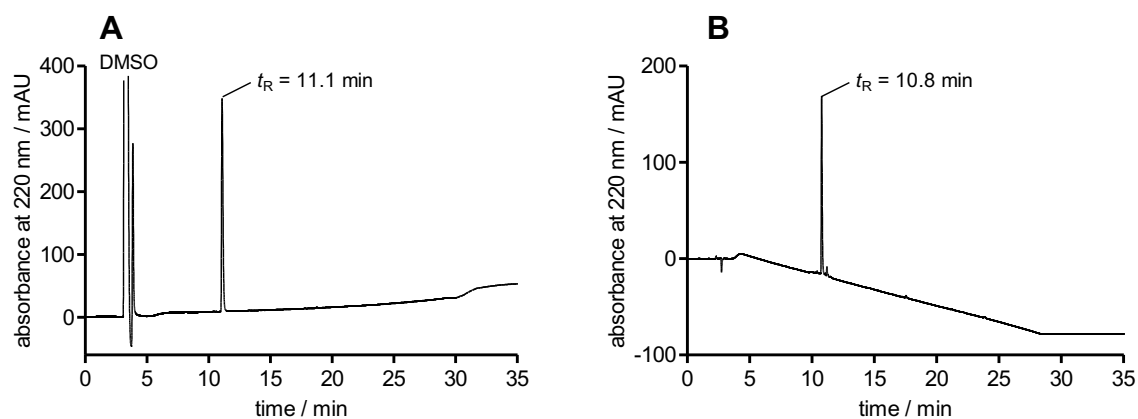 A
DMSO
tR = 11.1 min
400
300
200
100
0
absorbance at 220 nm / mAU
0 5 10 15 20 25 30 35
time / min
B
tR = 10.8 min
200
100
0
-100
absorbance at 220 nm / mAU
0 5 10 15 20 25 30 35
time / min